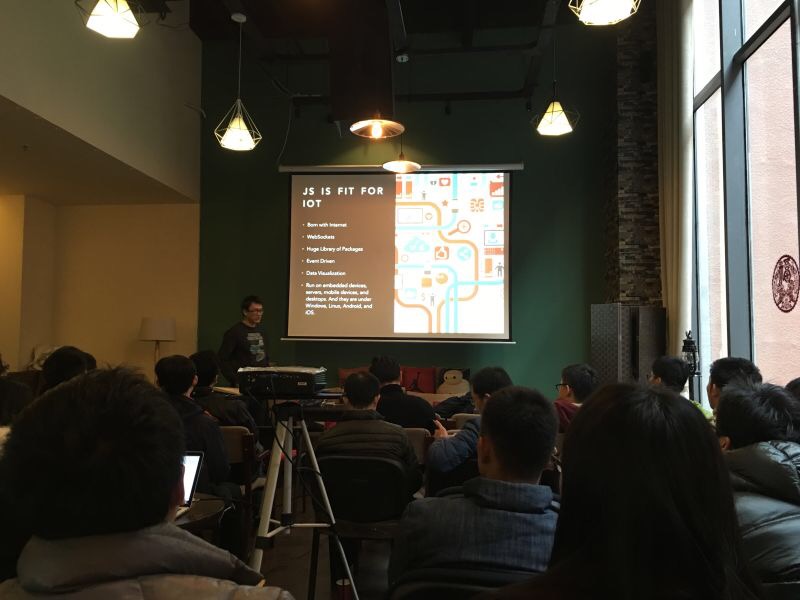 JS IS FIT FOR
IOT
• Born with Internet
• WebSockets
• Huge Library of Packages
• Event Driven
• Data Visualization
• Run on embedded devices,
servers, mobile devices, and
desktops. And they are under
Windows, Linux, Android, and
iOS.